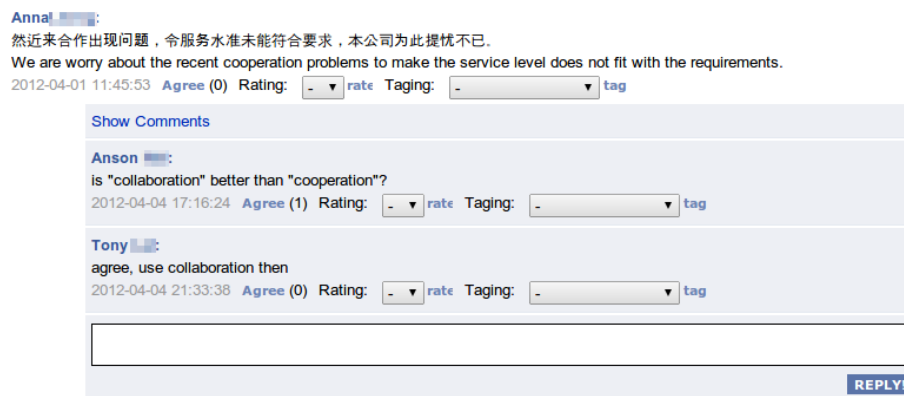 Anna :
然近来合作出现问题，令服务水准未能符合要求，本公司为此提忧不已.
We are worry about the recent cooperation problems to make the service level does not fit with the requirements.
2012-04-01 11:45:53 Agree (0) Rating: - rate Taging: - tag
Show Comments
Anson :
is "collaboration" better than "cooperation"?
2012-04-04 17:16:24 Agree (1) Rating: - rate Taging: - tag
Tony :
agree, use collaboration then
2012-04-04 21:33:38 Agree (0) Rating: - rate Taging: - tag
REPLY!